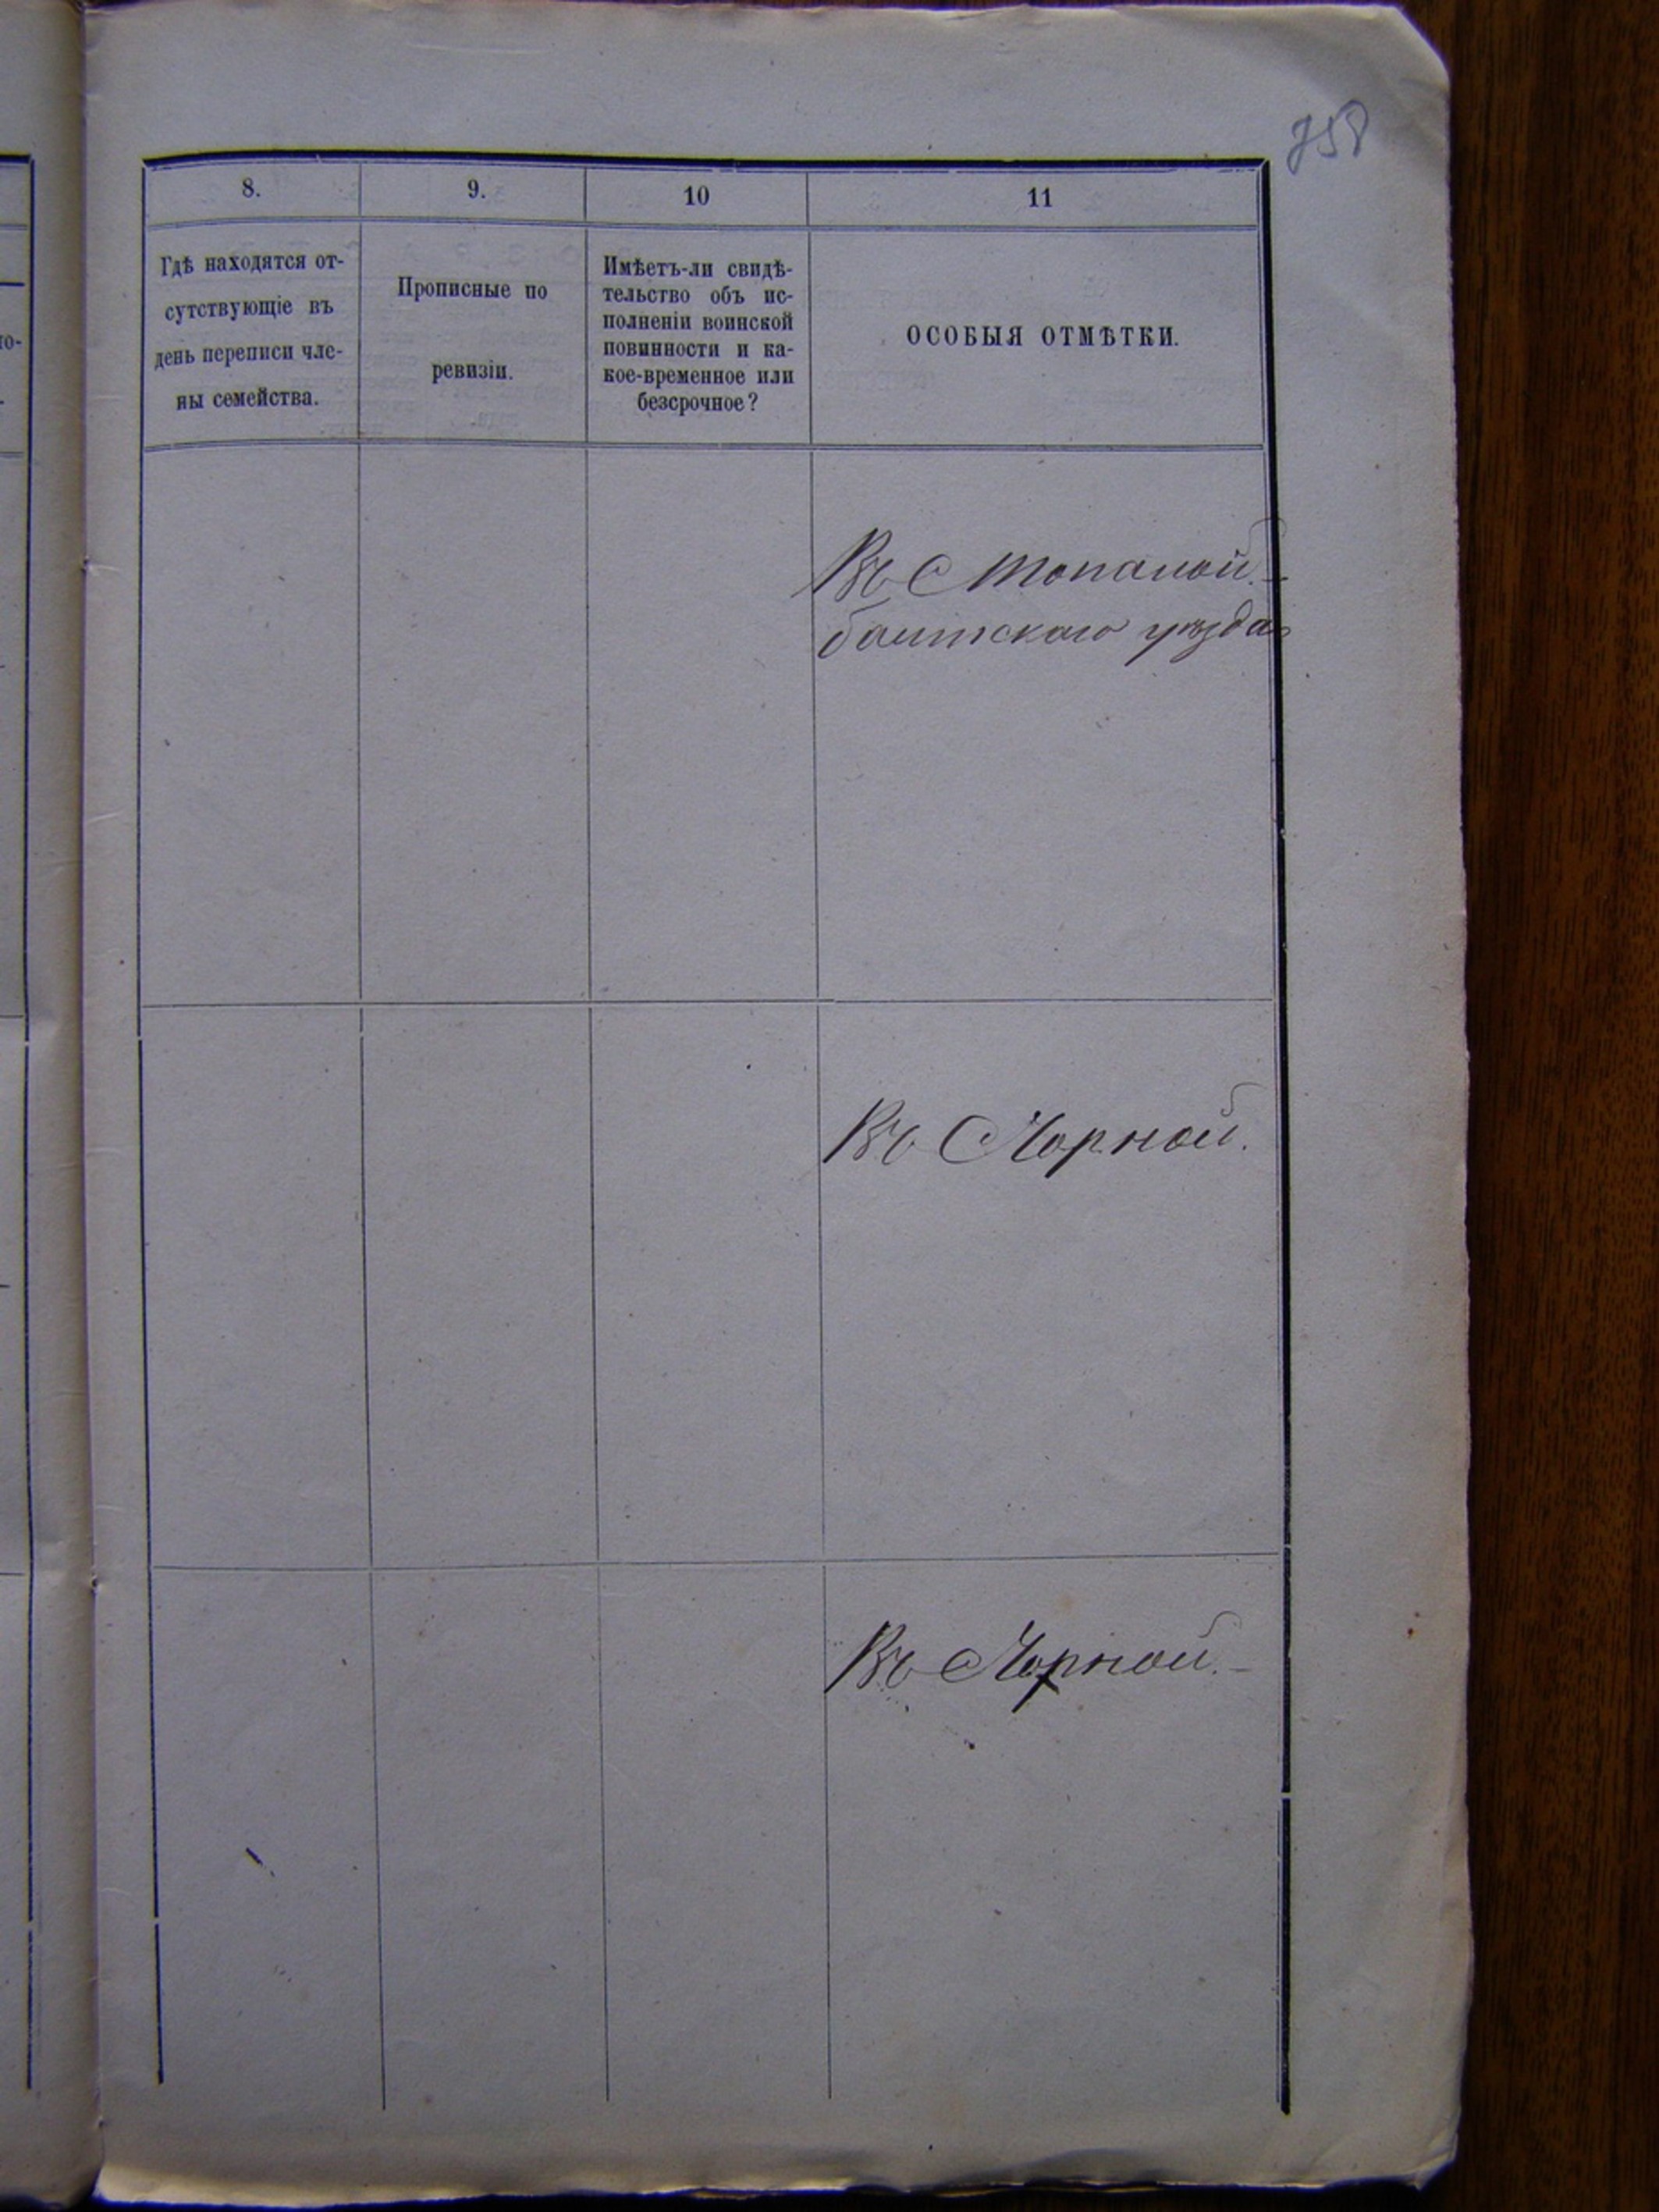 758
8.
9.
10
11
Гдѣ находятся от-
сутствующіе въ
день переписи чле-
ны семейства.
Прописные по
ревизіи.
Имѣетъ-ли свидѣ-
тельство объ ис-
полненіи воинской
повинности и ка-
кое-временное или
безсрочное?
ОСОБЫЯ ОТМѢТКИ.
Въ С Топалой.-
балтскаго уѣзда
Въ С Чорной.
Въ С Чорной.-